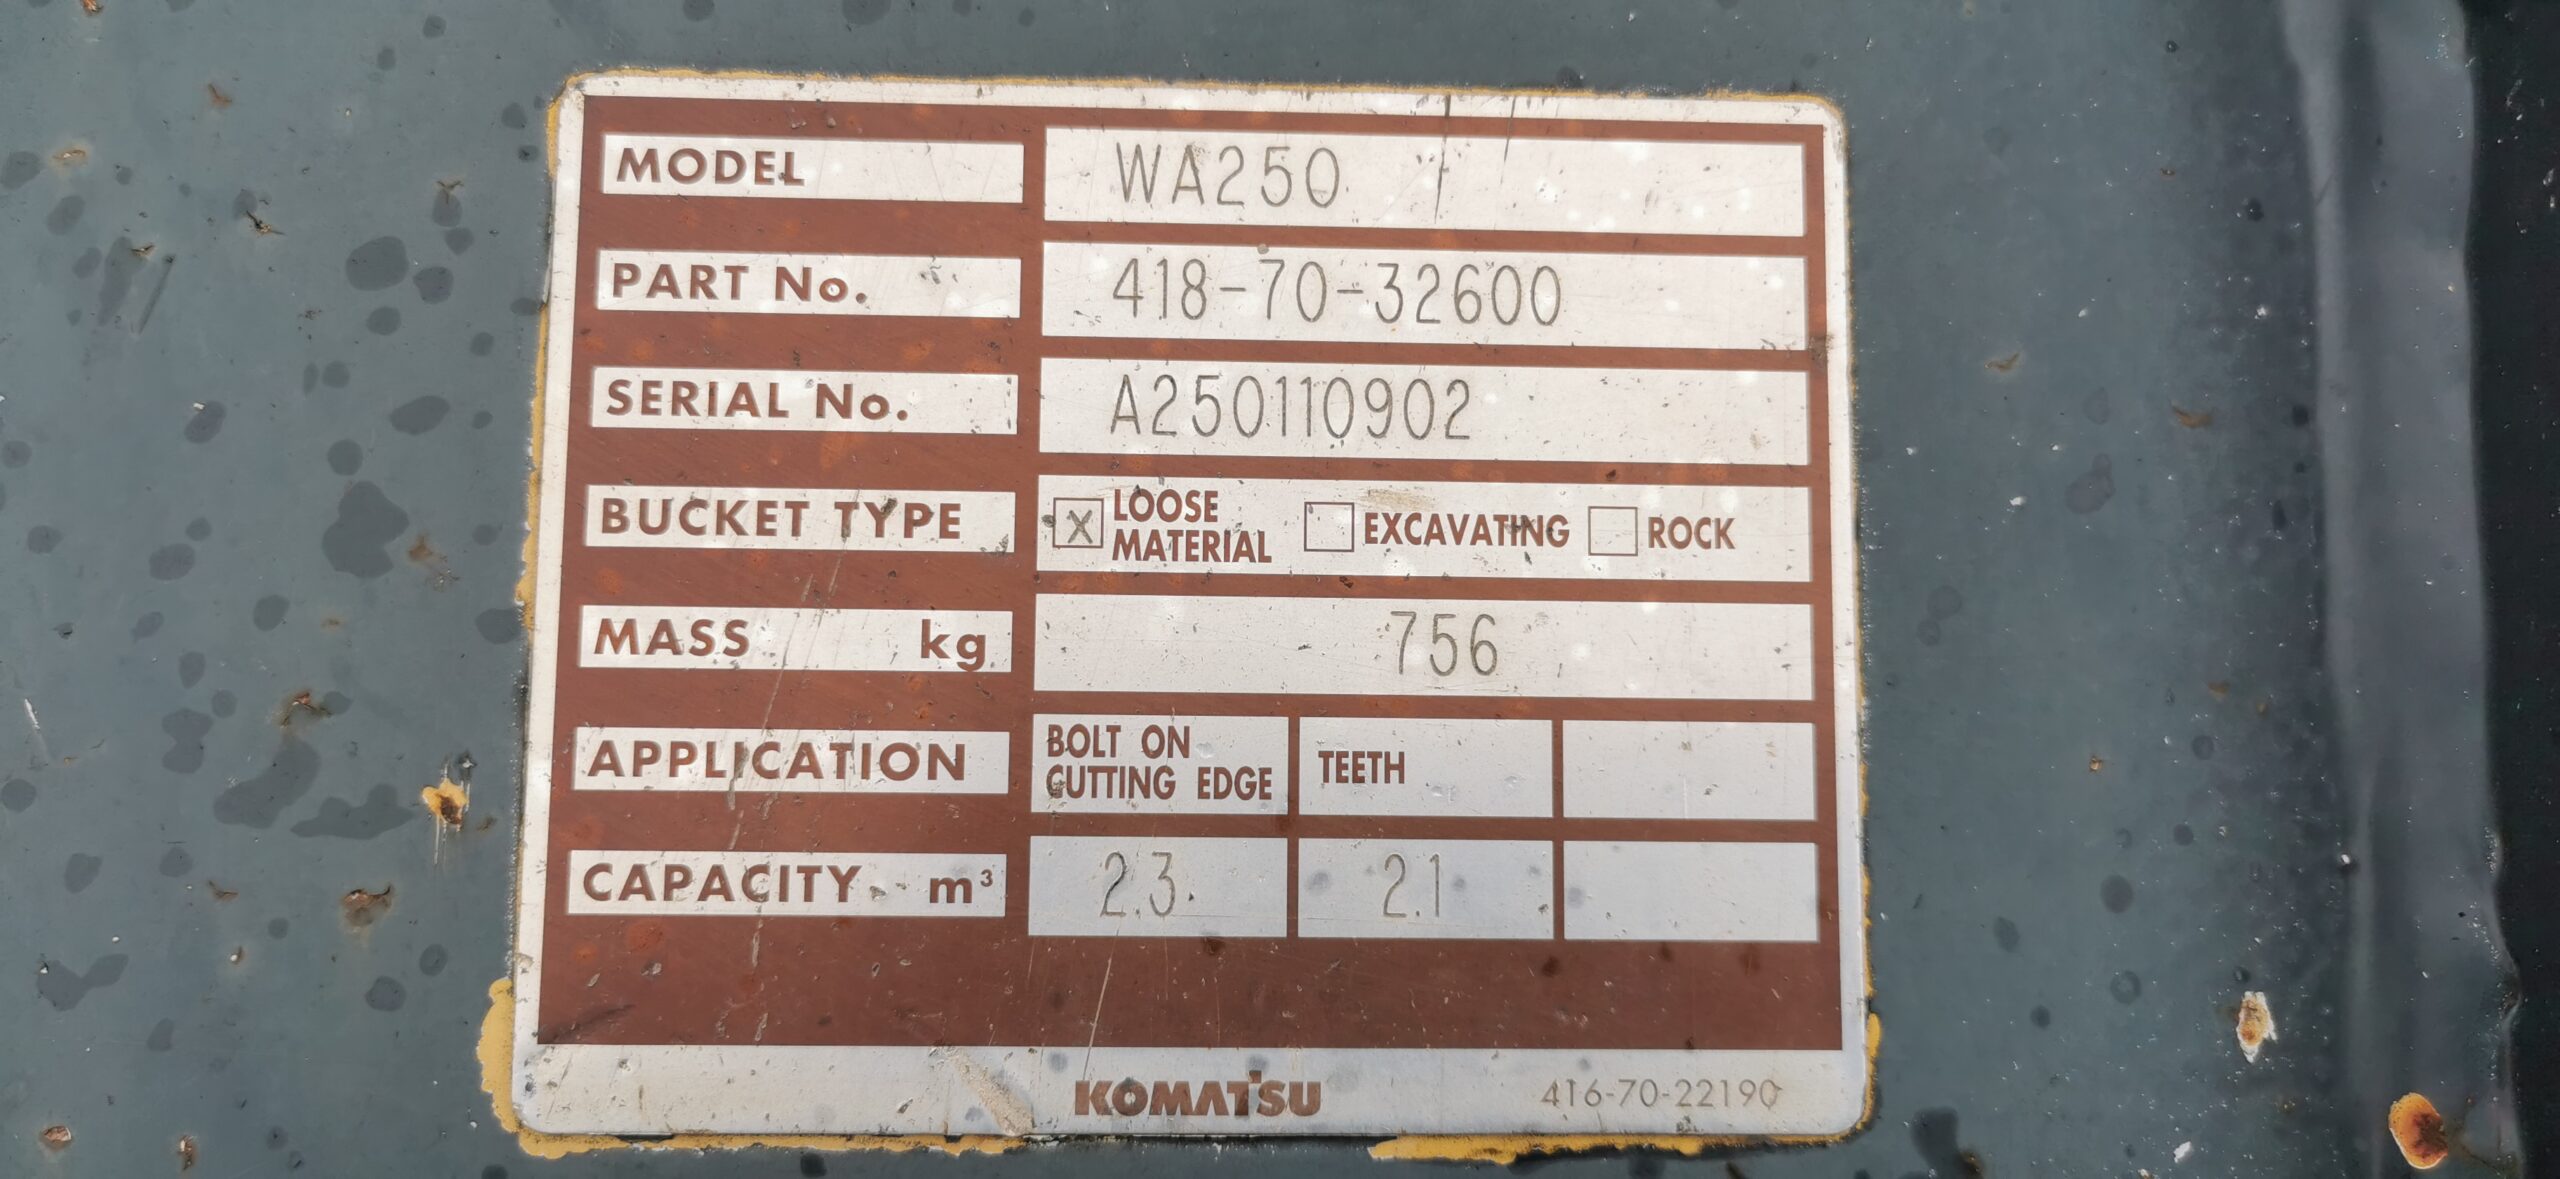 MODEL WA250
PART No. 418-70-32600
SERIAL No. A250110902
BUCKET TYPE X LOOSE MATERIAL EXCAVATING ROCK
MASS kg 756
APPLICATION BOLT ON CUTTING EDGE TEETH
CAPACITY m³ 2.3 2.1
KOMATSU 416-70-22190